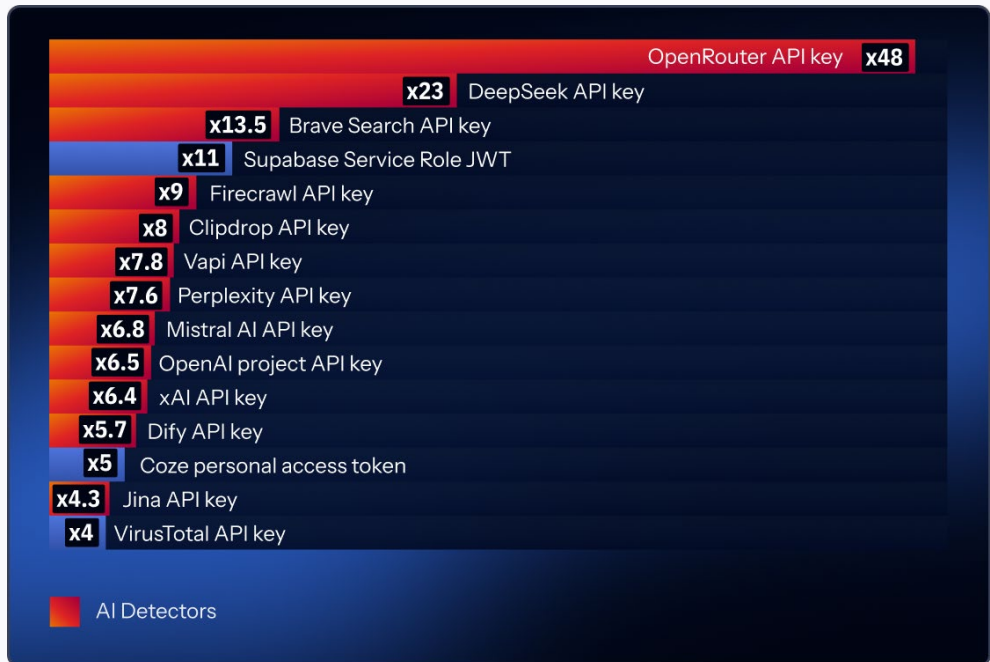 OpenRouter API key x48
x23 DeepSeek API key
x13.5 Brave Search API key
x11 Supabase Service Role JWT
x9 Firecrawl API key
x8 Clipdrop API key
x7.8 Vapi API key
x7.6 Perplexity API key
x6.8 Mistral AI API key
x6.5 OpenAI project API key
x6.4 xAI API key
x5.7 Dify API key
x5 Coze personal access token
x4.3 Jina API key
x4 VirusTotal API key
AI Detectors